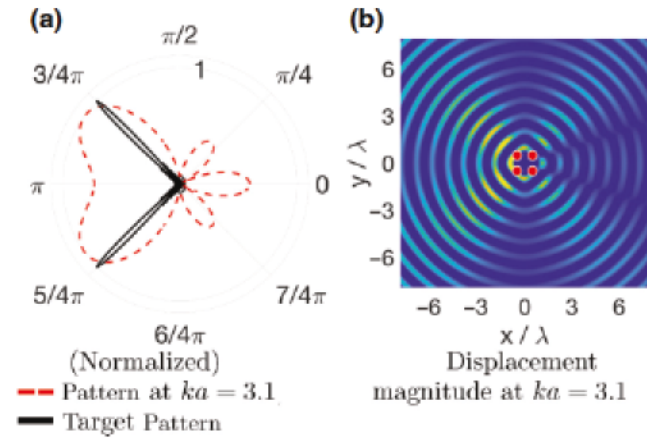 (a)
π/2
3/4π
1
π/4
π
0
5/4π
7/4π
6/4π
(Normalized)
Pattern at ka = 3.1
Target Pattern
(b)
y / λ
6
3
0
−3
−6
−6 −3 0 3 6
x / λ
Displacement
magnitude at ka = 3.1